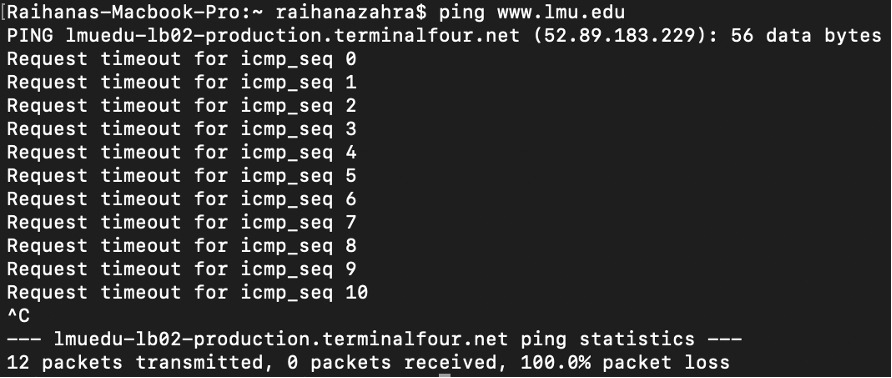 [Raihanas-Macbook-Pro:~ raihanazahra$ ping www.lmu.edu
PING lmuedu-lb02-production.terminalfour.net (52.89.183.229): 56 data bytes
Request timeout for icmp_seq 0
Request timeout for icmp_seq 1
Request timeout for icmp_seq 2
Request timeout for icmp_seq 3
Request timeout for icmp_seq 4
Request timeout for icmp_seq 5
Request timeout for icmp_seq 6
Request timeout for icmp_seq 7
Request timeout for icmp_seq 8
Request timeout for icmp_seq 9
Request timeout for icmp_seq 10
^C
--- lmuedu-lb02-production.terminalfour.net ping statistics ---
12 packets transmitted, 0 packets received, 100.0% packet loss